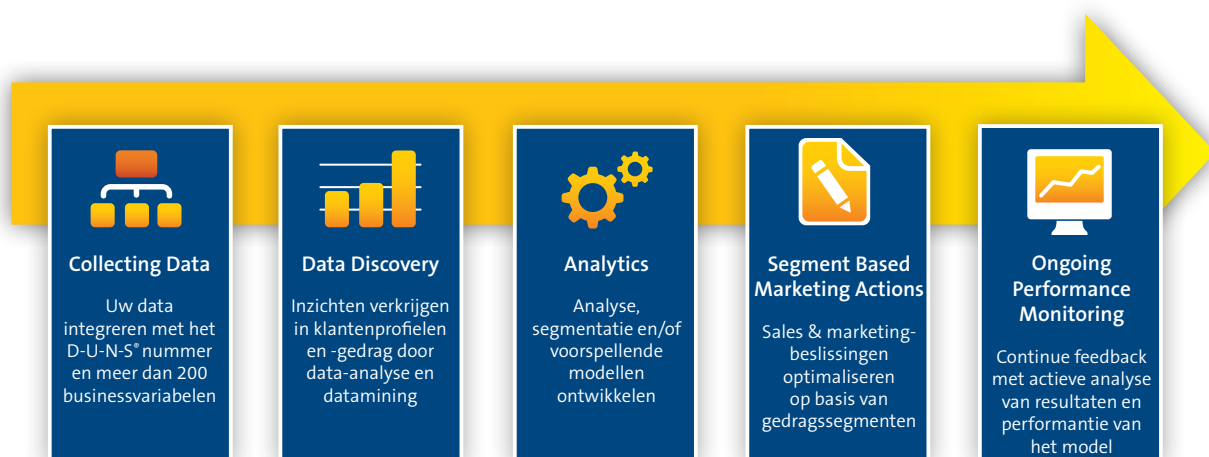 Collecting Data
Uw data
integreren met het
D-U-N-S® nummer
en meer dan 200
businessvariabelen
Data Discovery
Inzichten verkrijgen
in klantenprofielen
en -gedrag door
data-analyse en
datamining
Analytics
Analyse,
segmentatie en/of
voorspellende
modellen
ontwikkelen
Segment Based
Marketing Actions
Sales & marketing-
beslissingen
optimaliseren
op basis van
gedragssegmenten
Ongoing
Performance
Monitoring
Continue feedback
met actieve analyse
van resultaten en
performantie van
het model